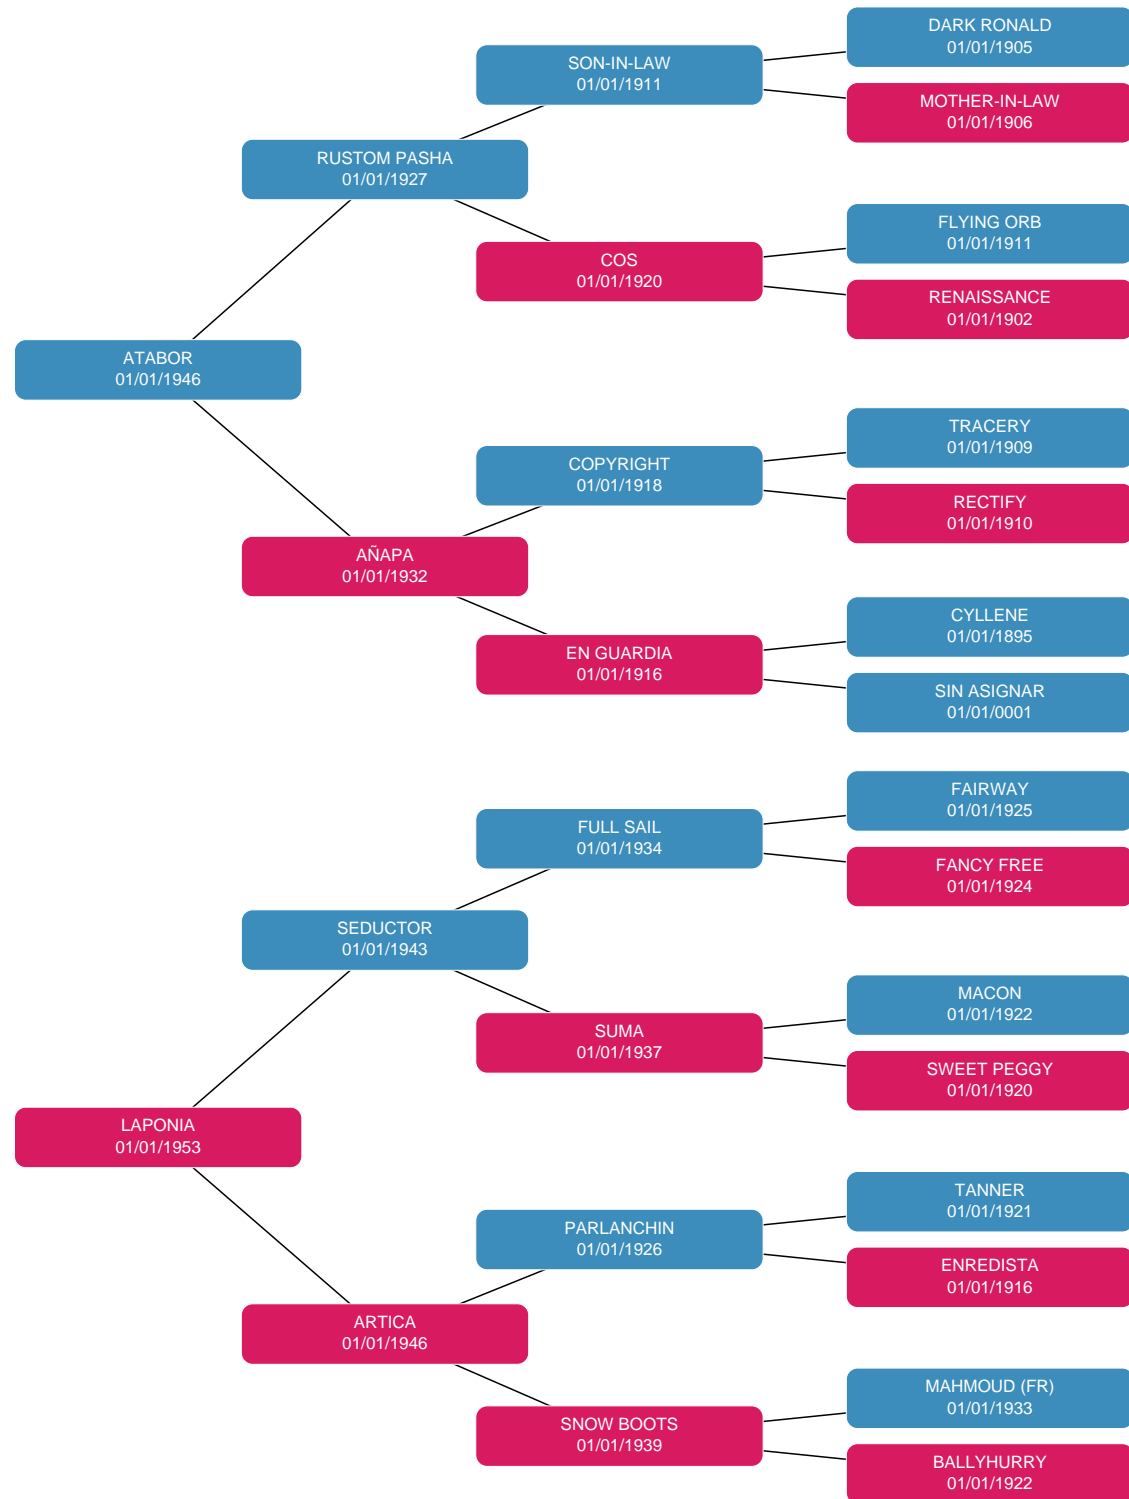 DARK RONALD
01/01/1905
SON-IN-LAW
01/01/1911
MOTHER-IN-LAW
01/01/1906
RUSTOM PASHA
01/01/1927
FLYING ORB
01/01/1911
COS
01/01/1920
RENAISSANCE
01/01/1902
ATABOR
01/01/1946
TRACERY
01/01/1909
COPYRIGHT
01/01/1918
RECTIFY
01/01/1910
AÑAPA
01/01/1932
CYLLENE
01/01/1895
EN GUARDIA
01/01/1916
SIN ASIGNAR
01/01/0001
FAIRWAY
01/01/1925
FULL SAIL
01/01/1934
FANCY FREE
01/01/1924
SEDUCTOR
01/01/1943
MACON
01/01/1922
SUMA
01/01/1937
SWEET PEGGY
01/01/1920
LAPONIA
01/01/1953
TANNER
01/01/1921
PARLANCHIN
01/01/1926
ENREDISTA
01/01/1916
ARTICA
01/01/1946
MAHMOUD (FR)
01/01/1933
SNOW BOOTS
01/01/1939
BALLYHURRY
01/01/1922